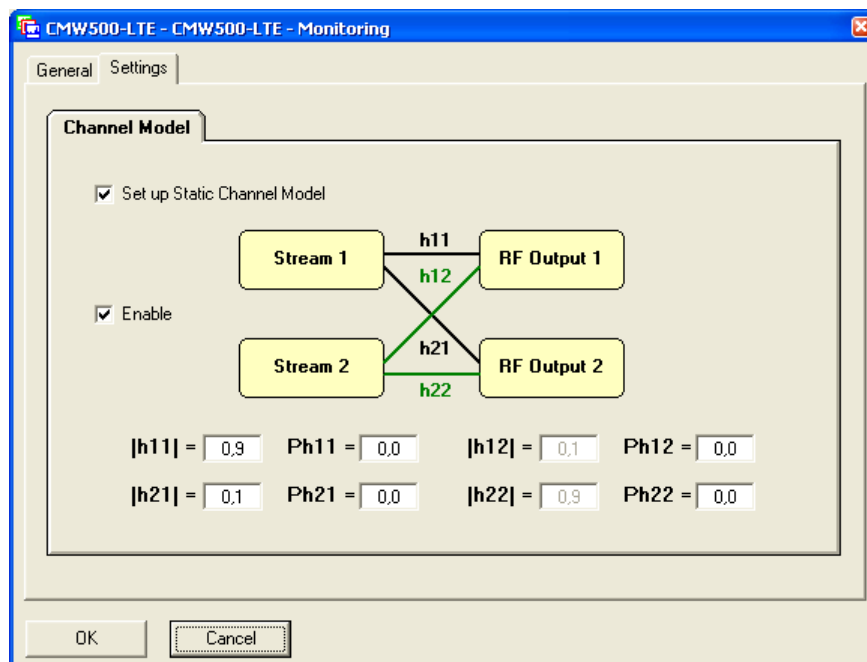 CMW500-LTE - CMW500-LTE - Monitoring
General Settings
Channel Model
Set up Static Channel Model
Stream 1 h11 RF Output 1
h12
Enable
h21
Stream 2 RF Output 2
h22
|h11| = 0,9 Ph11 = 0,0 |h12| = 0,1 Ph12 = 0,0
|h21| = 0,1 Ph21 = 0,0 |h22| = 0,9 Ph22 = 0,0
OK Cancel